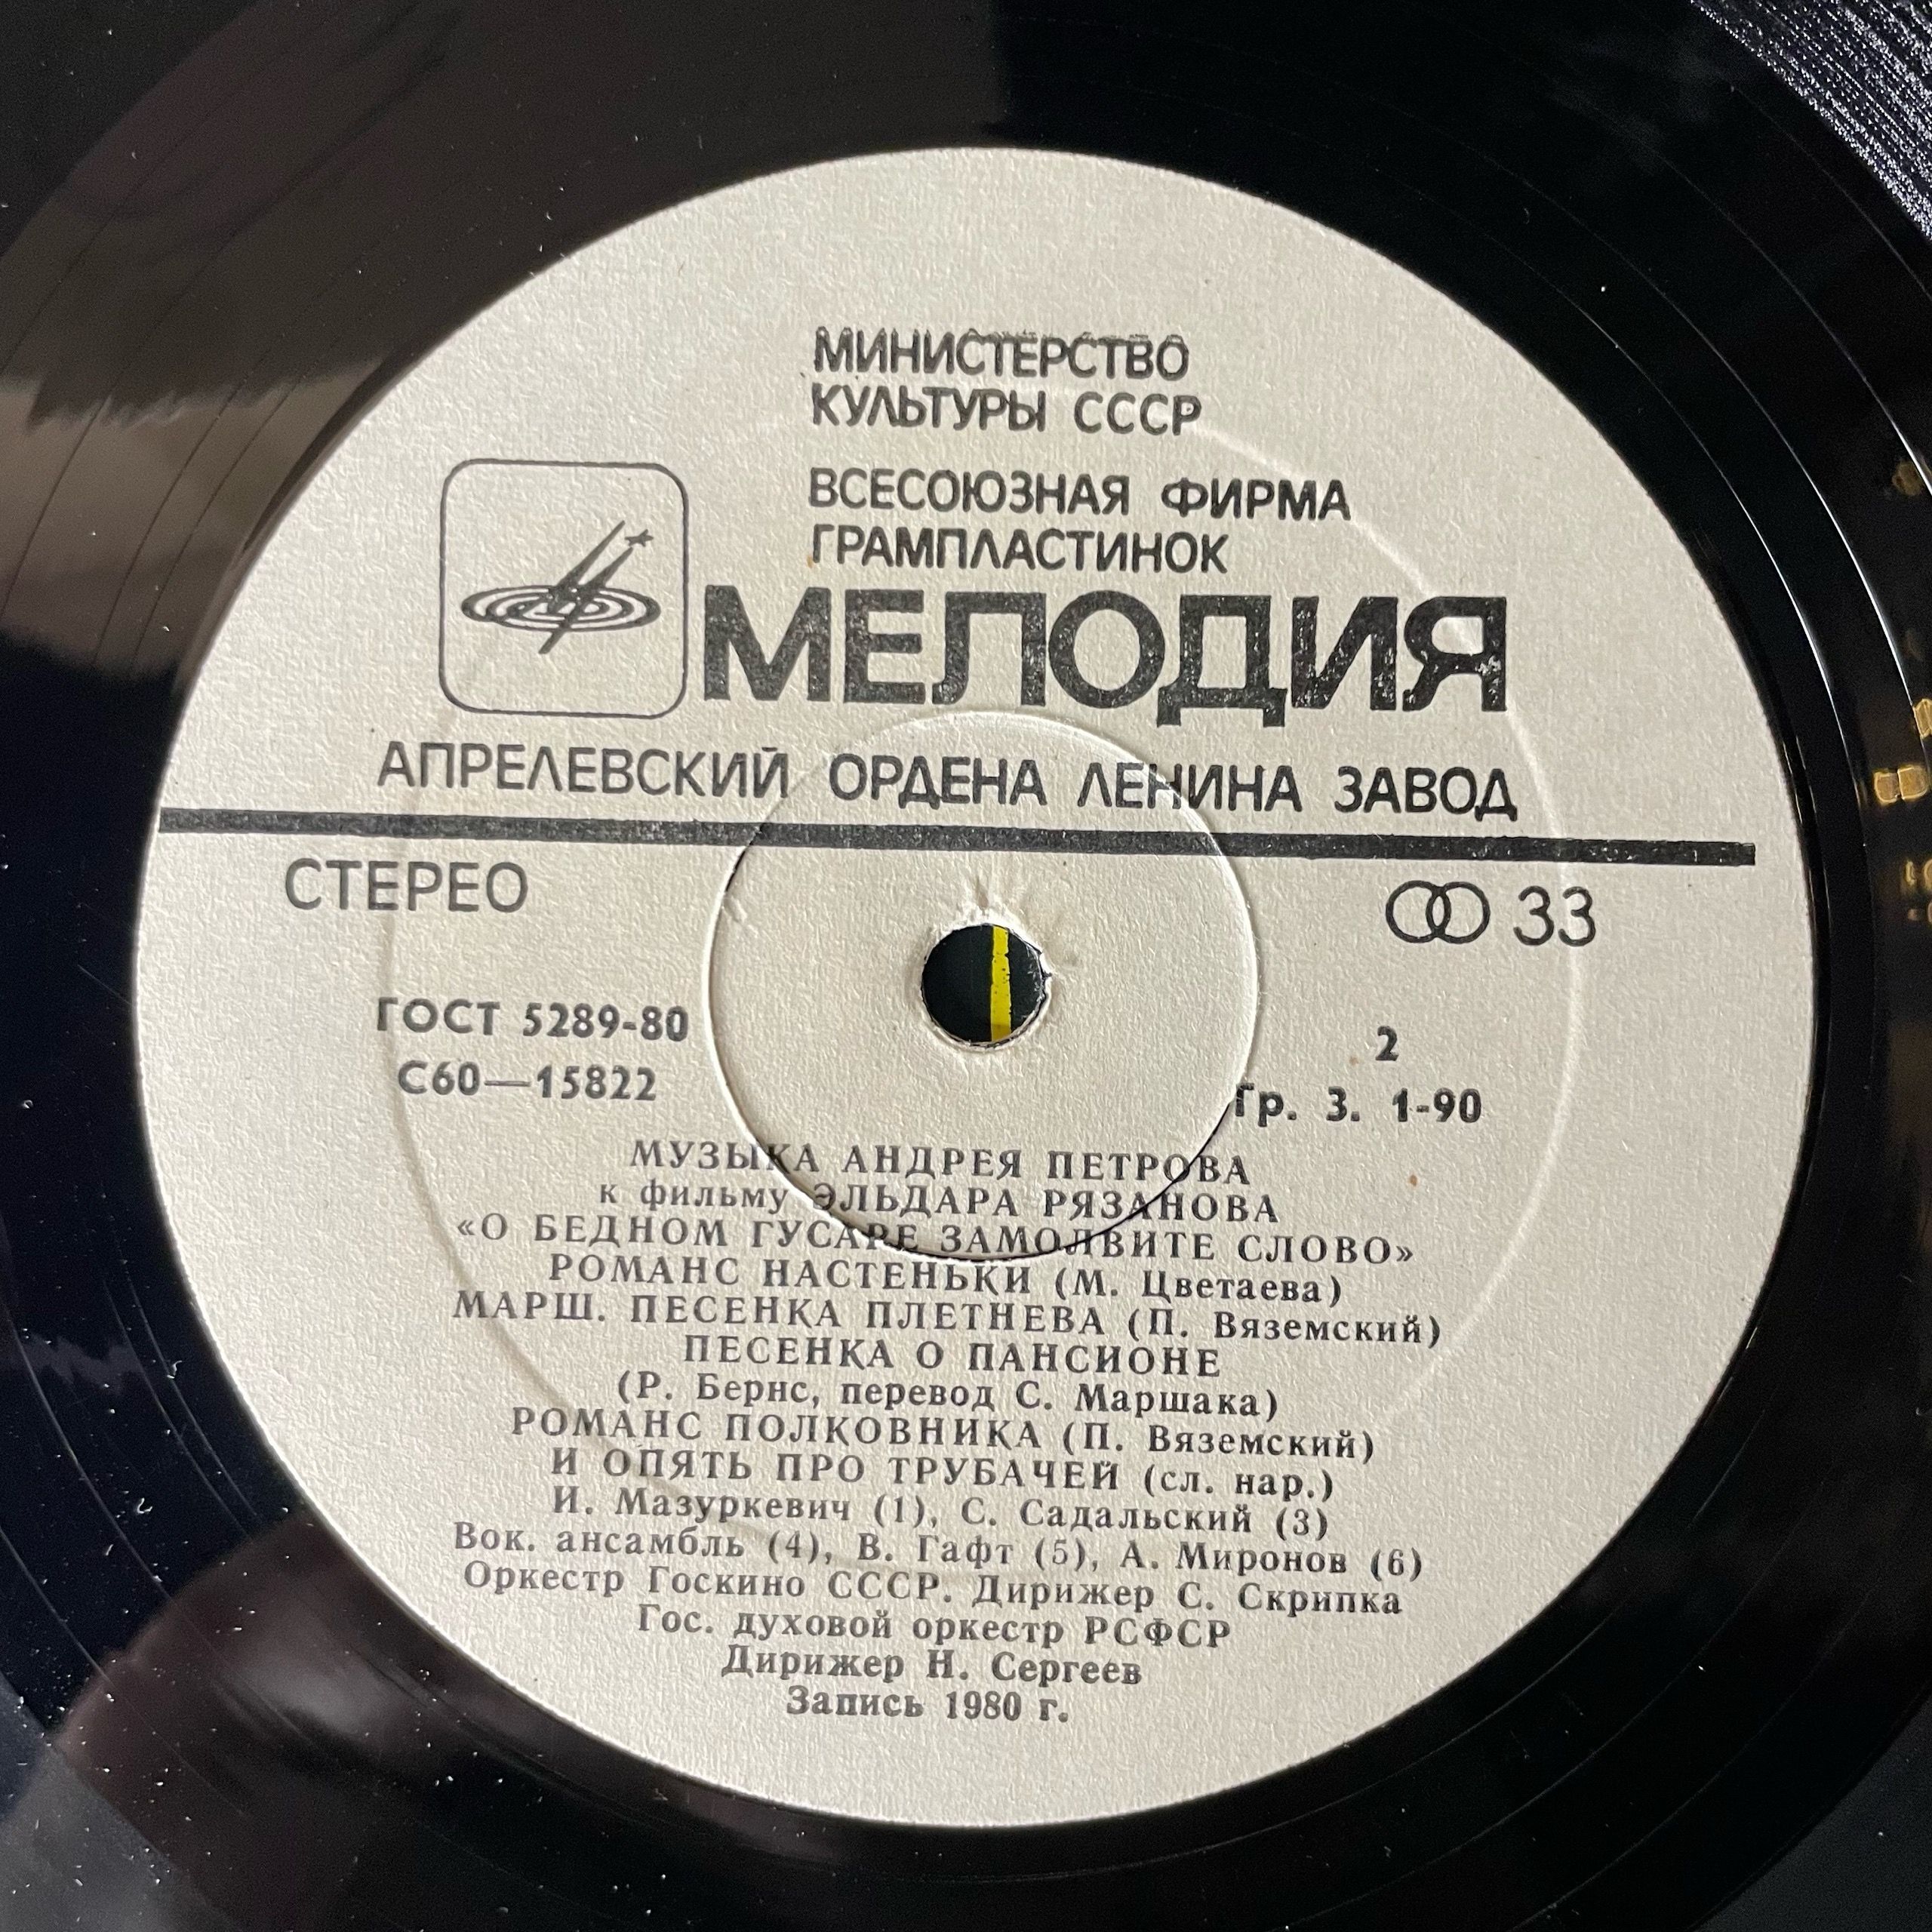 МИНИСТЕРСТВО
КУЛЬТУРЫ СССР
ВСЕСОЮЗНАЯ ФИРМА
ГРАМПЛАСТИНОК
МЕЛОДИЯ
АПРЕЛЕВСКИЙ ОРДЕНА ЛЕНИНА ЗАВОД
СТЕРЕО
33
ГОСТ 5289-80
2
С60—15822
Гр. 3. 1-90
МУЗЫКА АНДРЕЯ ПЕТРОВА
к фильму ЭЛЬДАРА РЯЗАНОВА
«О БЕДНОМ ГУСАРЕ ЗАМОЛВИТЕ СЛОВО»
РОМАНС НАСТЕНЬКИ (М. Цветаева)
МАРШ. ПЕСЕНКА ПЛЕТНЕВА (П. Вяземский)
ПЕСЕНКА О ПАНСИОНЕ
(Р. Бернс, перевод С. Маршака)
РОМАНС ПОЛКОВНИКА (П. Вяземский)
И ОПЯТЬ ПРО ТРУБАЧЕЙ (сл. нар.)
И. Мазуркевич (1), С. Садальский (3)
Вок. ансамбль (4), В. Гафт (5), А. Миронов (6)
Оркестр Госкино СССР. Дирижер С. Скрипка
Гос. духовой оркестр РСФСР
Дирижер Н. Сергеев
Запись 1980 г.